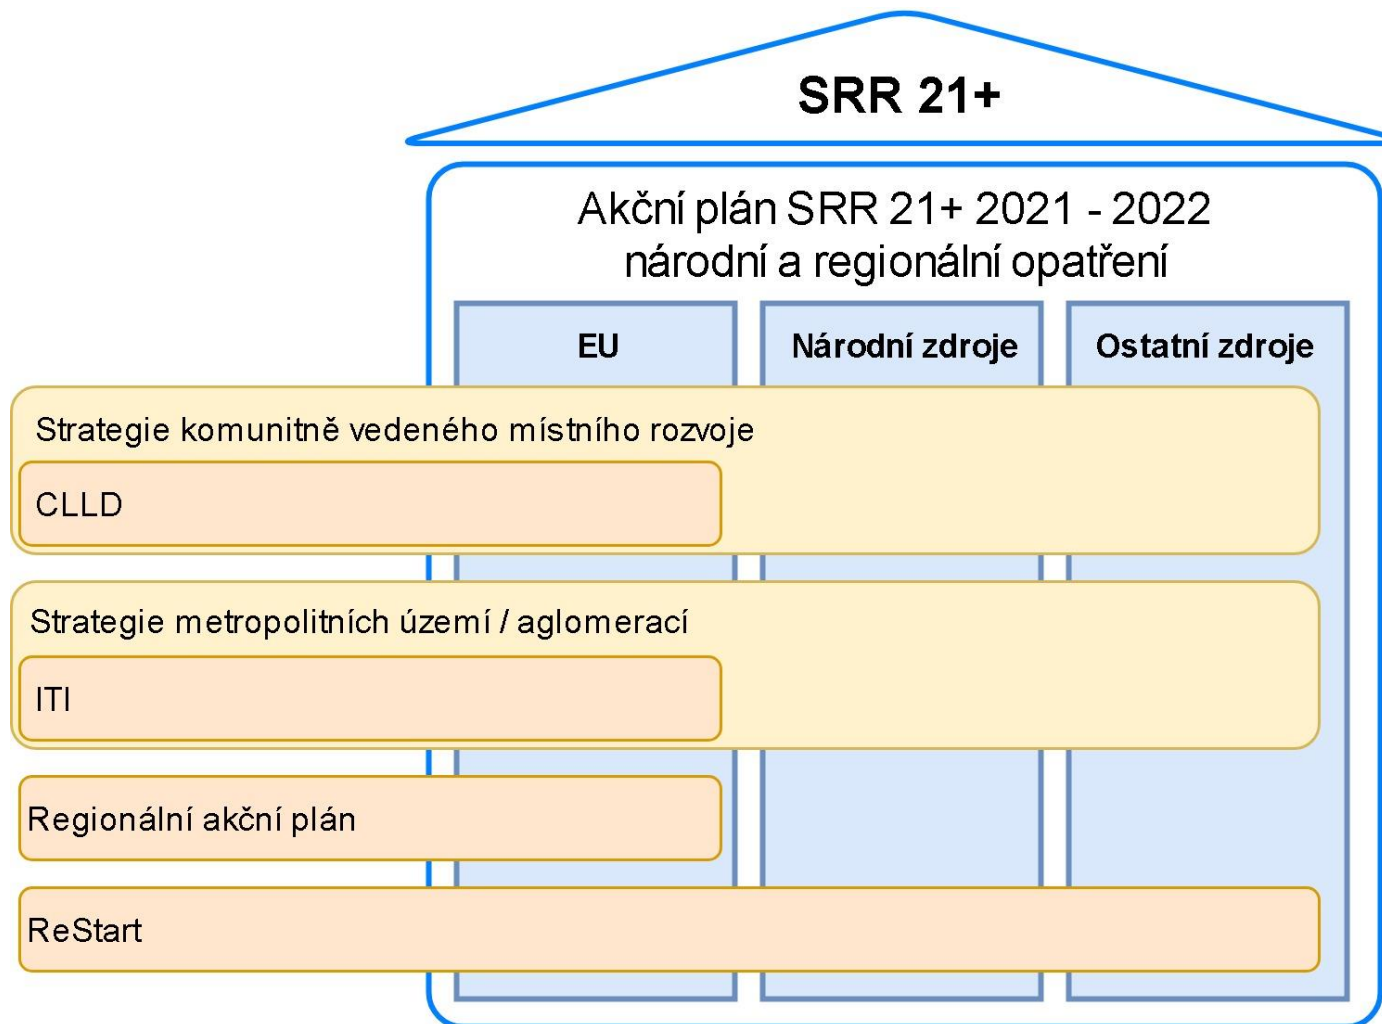 SRR 21+
Akční plán SRR 21+ 2021 - 2022
národní a regionální opatření
EU
Národní zdroje
Ostatní zdroje
Strategie komunitně vedeného místního rozvoje
CLLD
Strategie metropolitních území / aglomerací
ITI
Regionální akční plán
ReStart